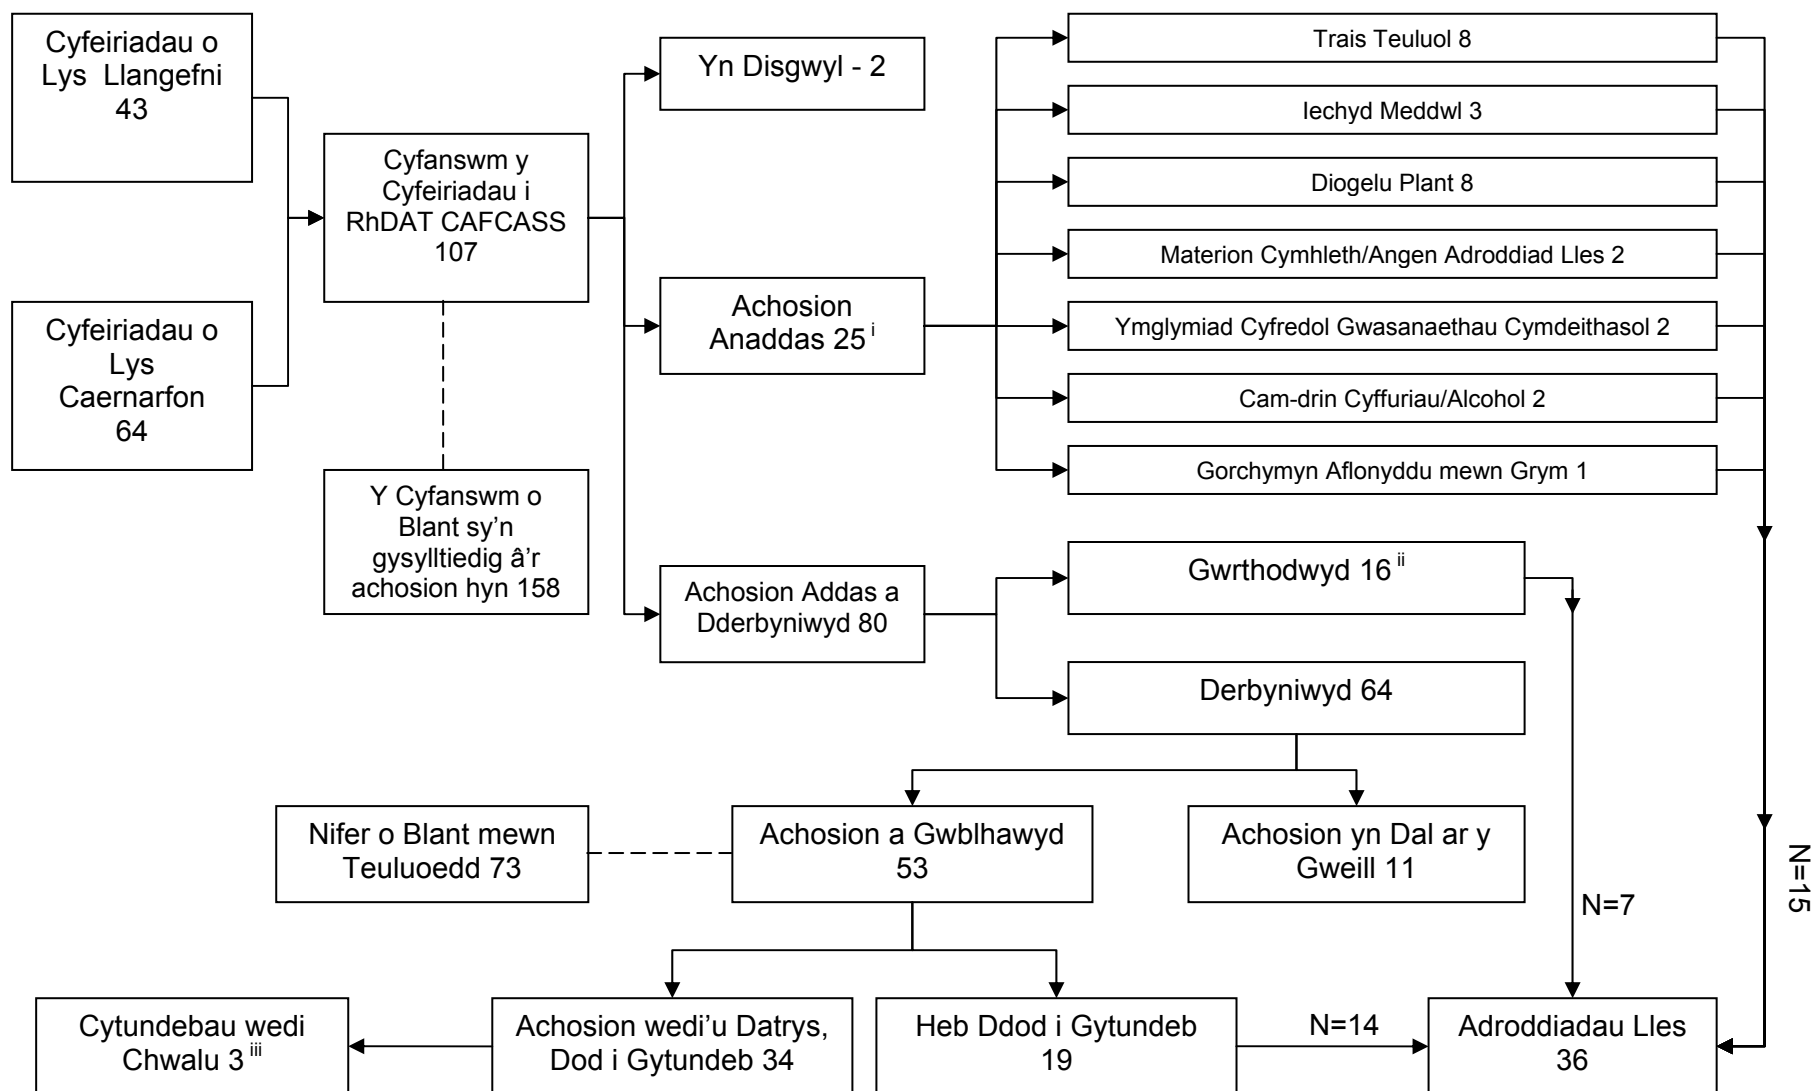 Cyfeiriadau o
Lys Llangefni
43
Cyfeiriadau o
Lys
Caernarfon
64
Cyfanswm y
Cyfeiriadau i
RhDAT CAFCASS
107
Y Cyfanswm o
Blant sy’n
gysylltiedig â’r
achosion hyn 158
Yn Disgwyl - 2
Achosion
Anaddas 25 i
Achosion Addas a
Dderbyniwyd 80
Trais Teuluol 8
Iechyd Meddwl 3
Diogelu Plant 8
Materion Cymhleth/Angen Adroddiad Lles 2
Ymglymiad Cyfredol Gwasanaethau Cymdeithasol 2
Cam-drin Cyffuriau/Alcohol 2
Gorchymyn Aflonyddu mewn Grym 1
Gwrthodwyd 16 ii
Derbyniwyd 64
Nifer o Blant mewn
Teuluoedd 73
Achosion a Gwblhawyd
53
Achosion yn Dal ar y
Gweill 11
N=7
N=15
Cytundebau wedi
Chwalu 3 iii
Achosion wedi’u Datrys,
Dod i Gytundeb 34
Heb Ddod i Gytundeb
19
N=14
Adroddiadau Lles
36